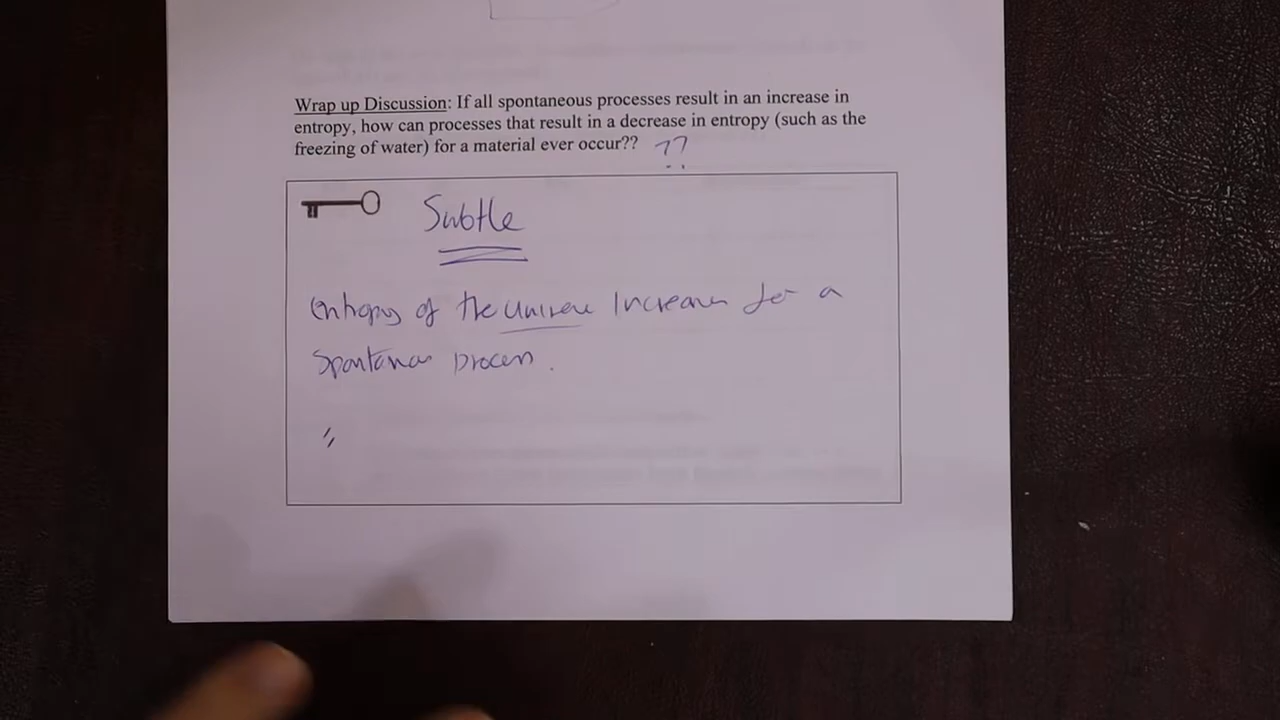 Wrap up Discussion: If all spontaneous processes result in an increase in
entropy, how can processes that result in a decrease in entropy (such as the
freezing of water) for a material ever occur?? ??
Subtle
Entropy of the universe Increases for a
Spontaneous process.
"